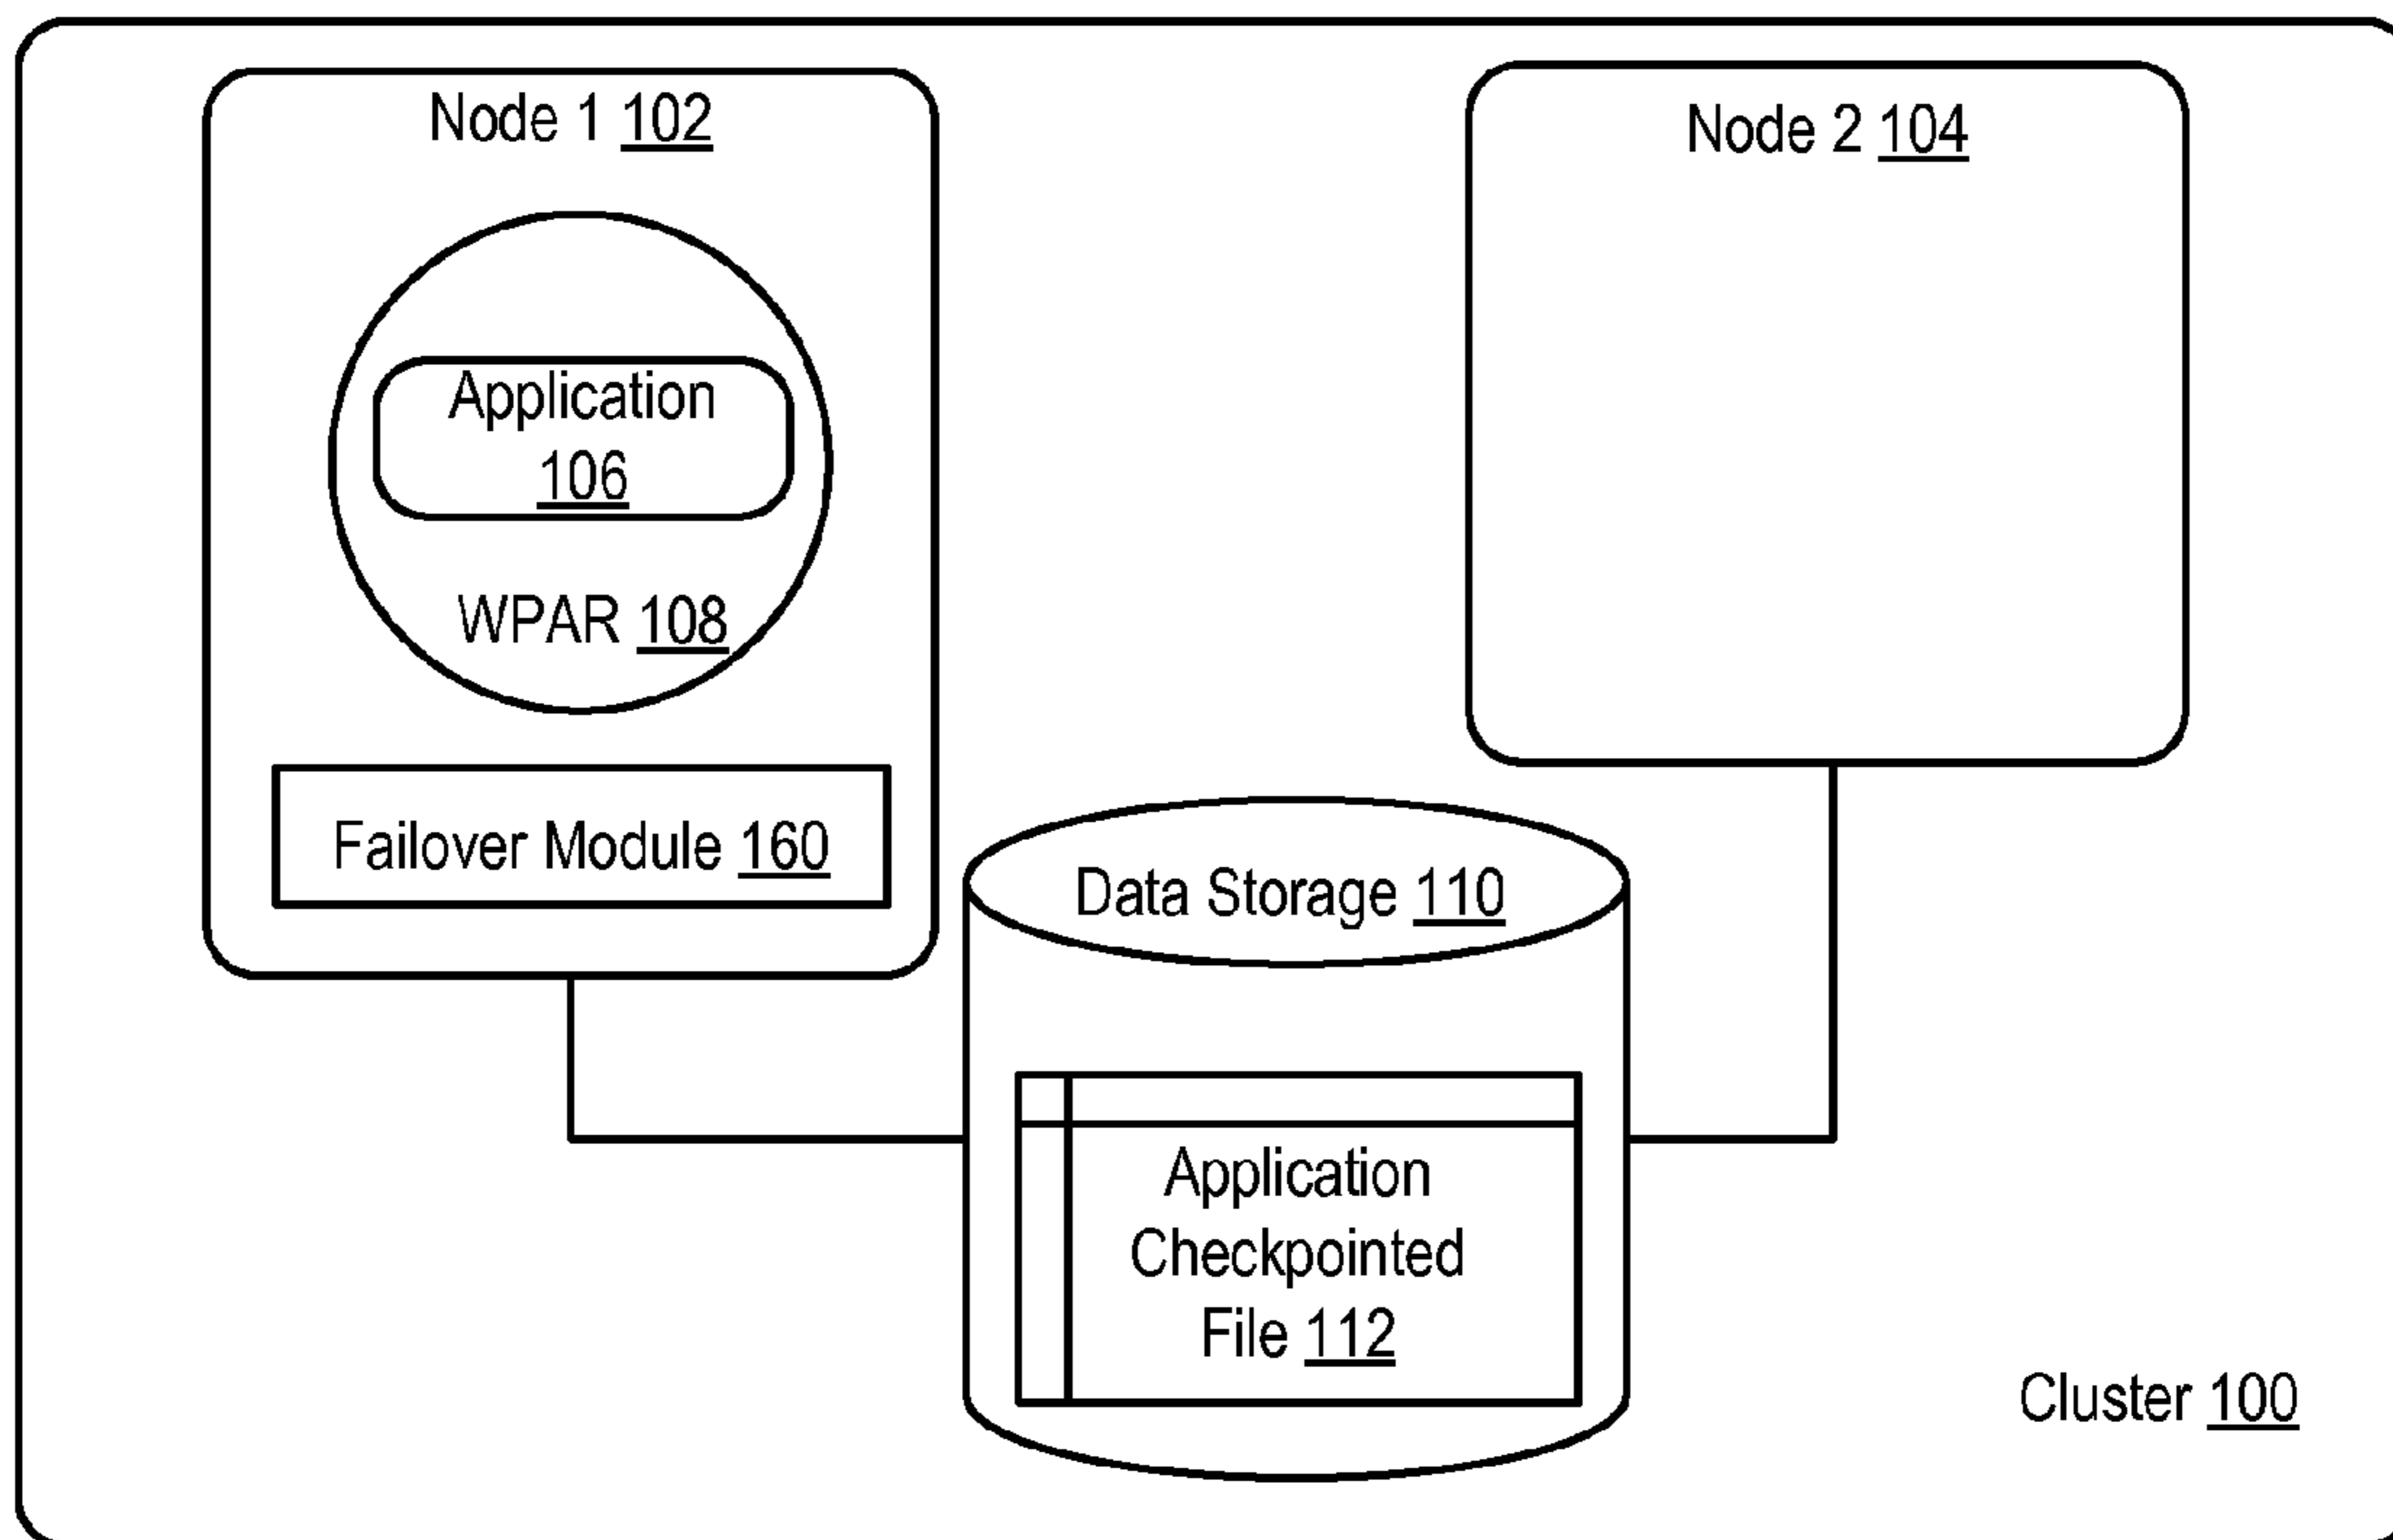 Node 1 102
Application
106
WPAR 108
Failover Module 160
Node 2 104
Data Storage 110
Application
Checkpointed
File 112
Cluster 100